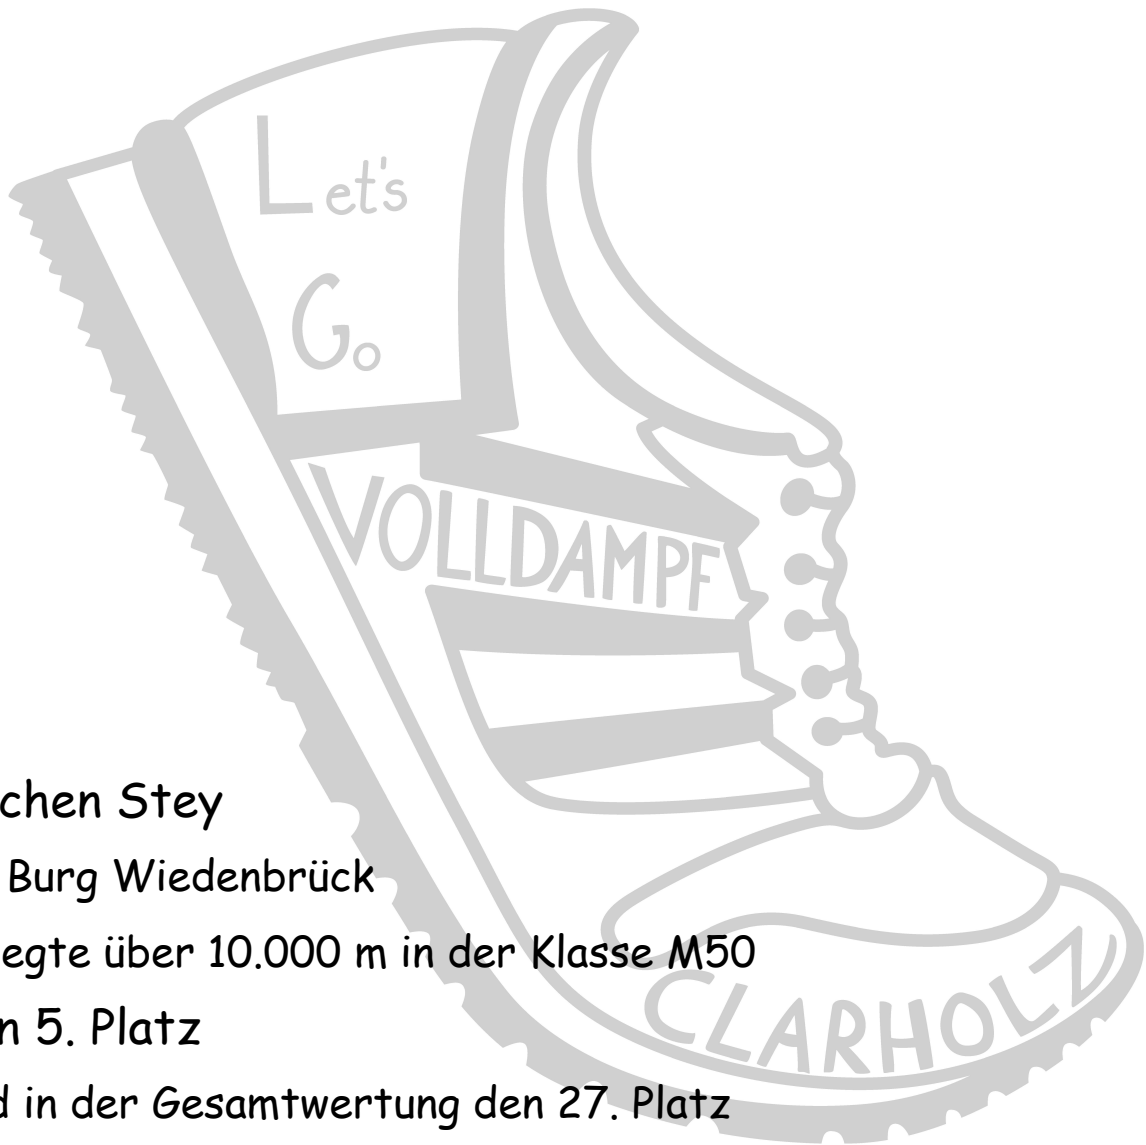 Let's
Go
VOLLDAMPF
chen Stey
Burg Wiedenbrück
egte über 10.000 m in der Klasse M50
n 5. Platz
CLARHOLZ
d in der Gesamtwertung den 27. Platz